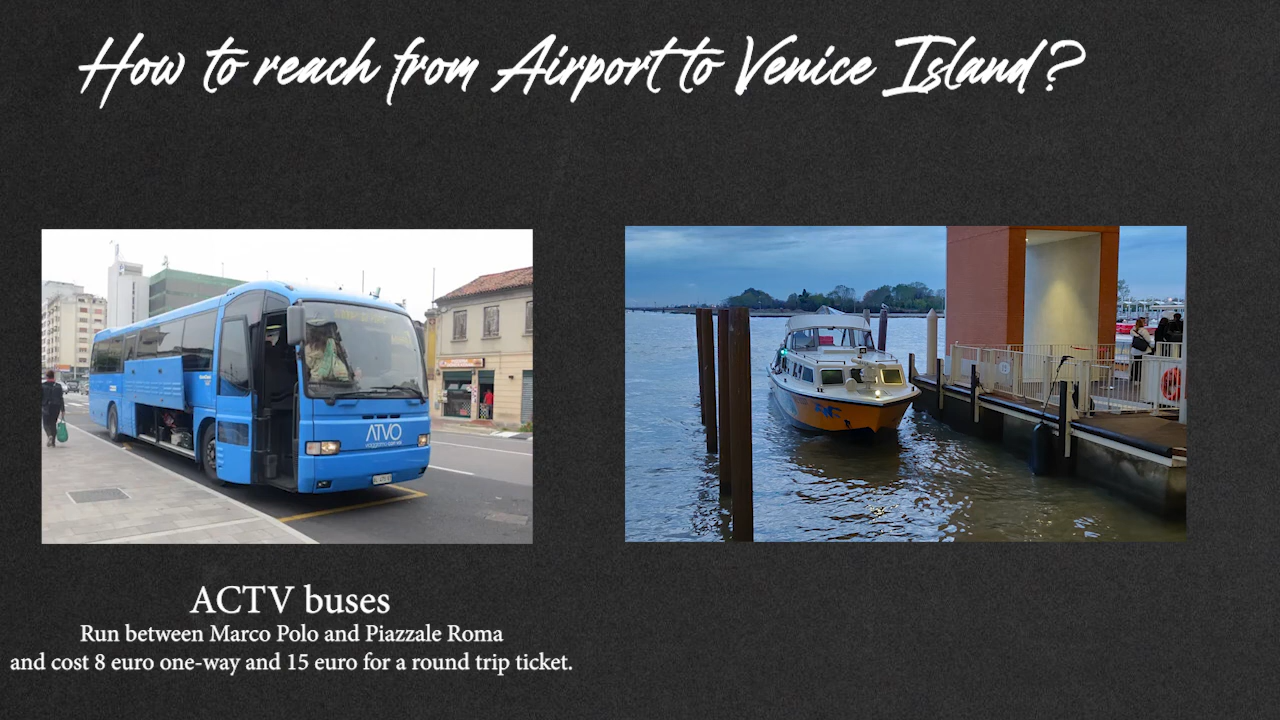 How to reach from Airport to Venice Island?
ATVO
ACTV buses
Run between Marco Polo and Piazzale Roma
and cost 8 euro one-way and 15 euro for a round trip ticket.